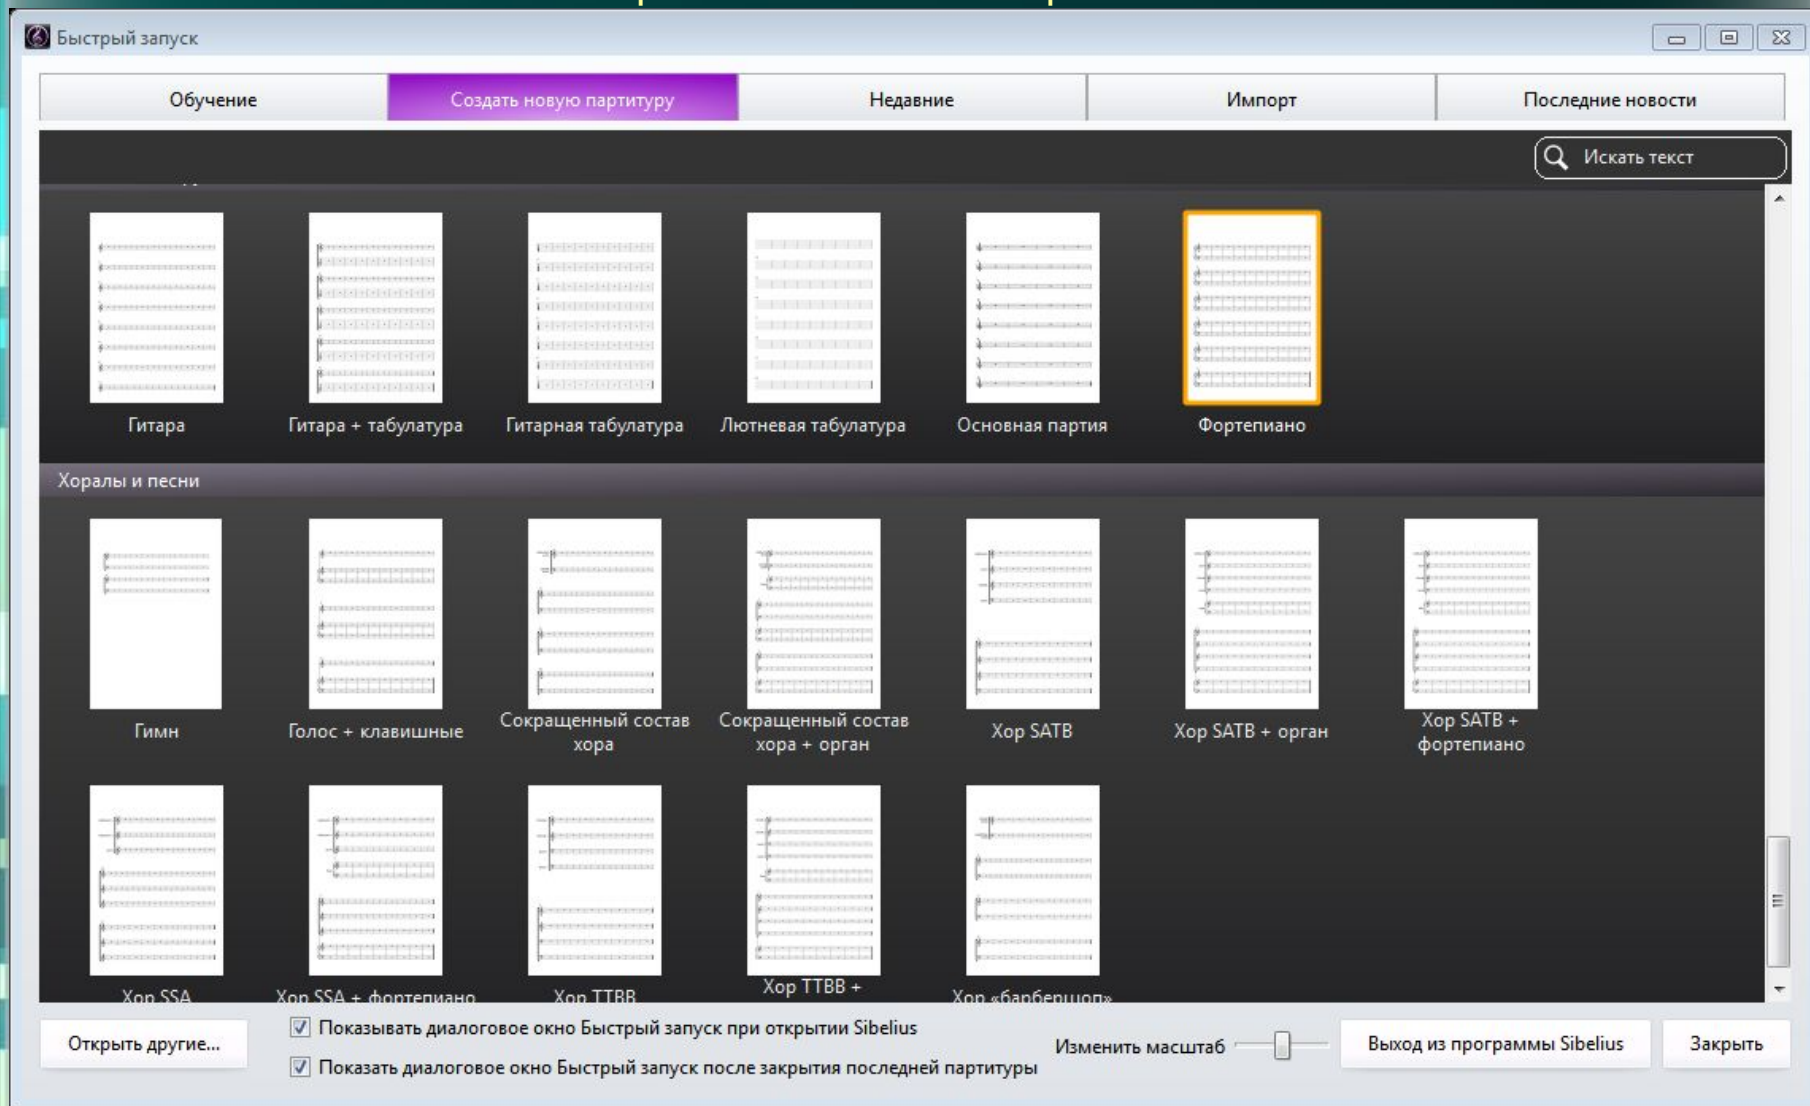 Быстрый запуск
Обучение Создать новую партитуру Недавние Импорт Последние новости
Искать текст
Гитара Гитара + табулатура Гитарная табулатура Лютневая табулатура Основная партия Фортепиано
Хоралы и песни
Гимн Голос + клавишные Сокращенный состав хора Сокращенный состав хора + орган Хор SATB Хор SATB + орган Хор SATB + фортепиано
Хор SSA Хор SSA + фортепиано Хор TTBB Хор TTBB + Хор «барбершоп»
Открыть другие...
Показывать диалоговое окно Быстрый запуск при открытии Sibelius
Показать диалоговое окно Быстрый запуск после закрытия последней партитуры
Изменить масштаб
Выход из программы Sibelius
Закрыть